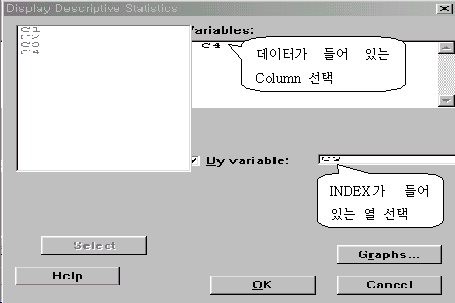 Display Descriptive Statistics
Variables:
C4
데이터가 들어 있는
Column 선택
By variable:
INDEX가 들어
있는 열 선택
Select
Graphs...
Help
OK
Cancel